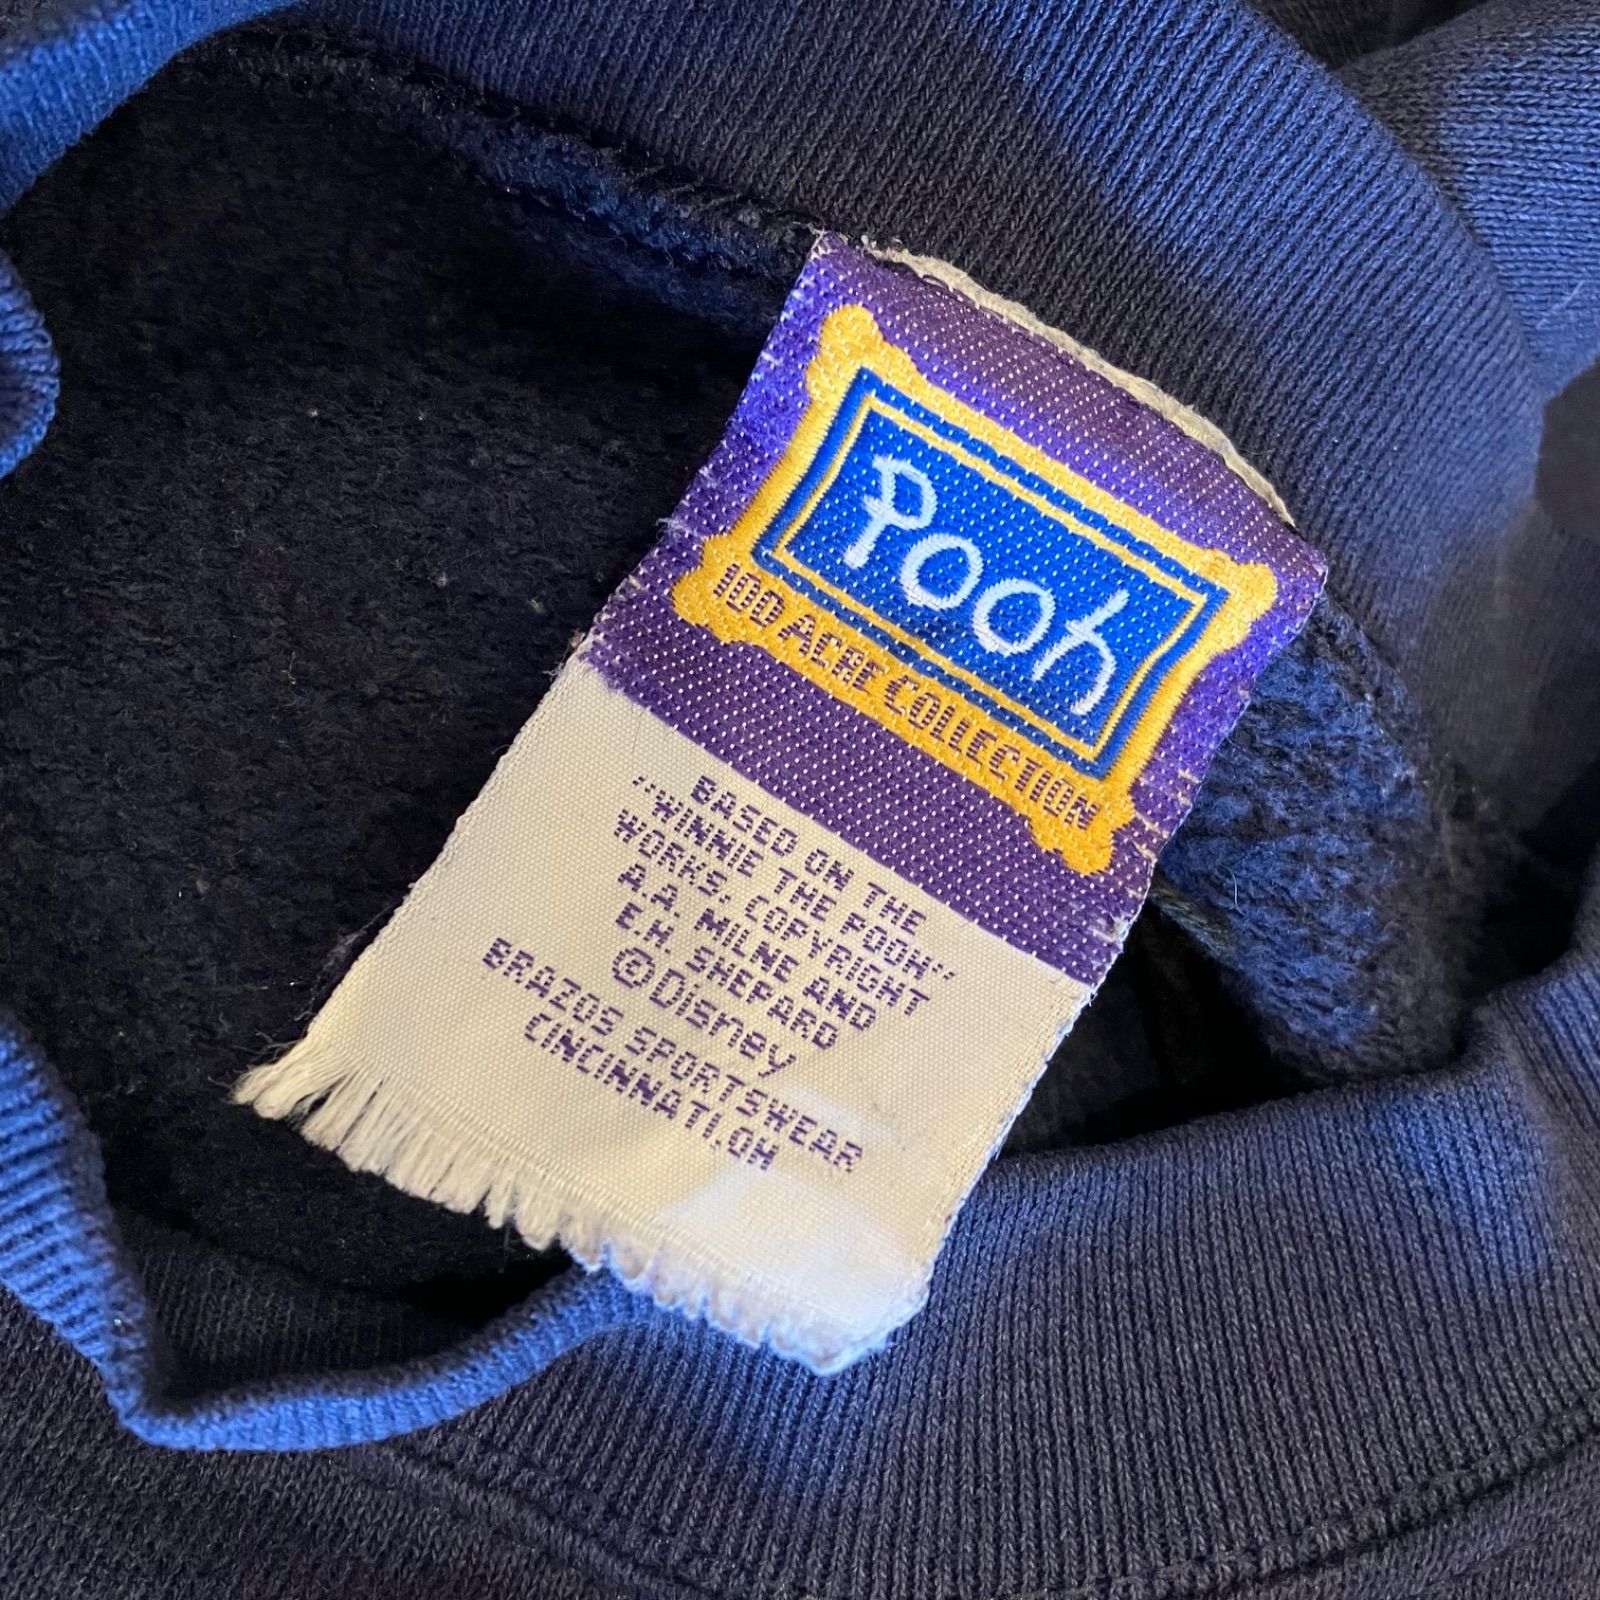 Pooh
100 ACRE COLLECTION
BASED ON THE
"WINNIE THE POOH"
WORKS, COPYRIGHT
A.A. MILNE AND
E.H. SHEPARD
©Disney
BRAZOS SPORTSWEAR
CINCINNATI,OH